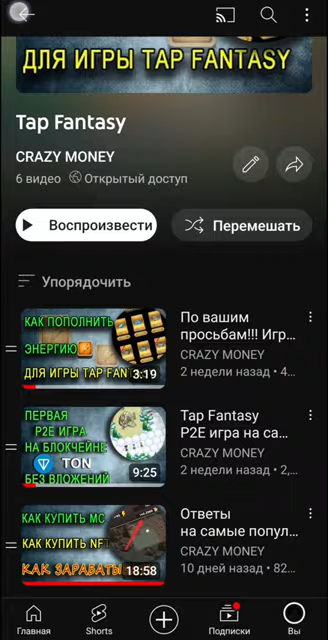 ДЛЯ ИГРЫ TAP FANTASY
Tap Fantasy
CRAZY MONEY
6 видео Открытый доступ
Воспроизвести
Перемешать
Упорядочить
КАК ПОПОЛНИТЬ
ЭНЕРГИЮ
ДЛЯ ИГРЫ TAP FAN
3:19
По вашим
просьбам!!! Игр...
CRAZY MONEY
2 недели назад • 4...
ПЕРВАЯ
P2E ИГРА
НА БЛОКЧЕЙНЕ
TON
БЕЗ ВЛОЖЕНИЙ
9:25
Tap Fantasy
P2E игра на са...
CRAZY MONEY
2 недели назад • 2,...
КАК КУПИТЬ MC
КАК КУПИТЬ NF
КАК ЗАРАБАТЫ
18:58
Ответы
на самые попул...
CRAZY MONEY
10 дней назад • 82...
Главная
Shorts
Подписки
Вы